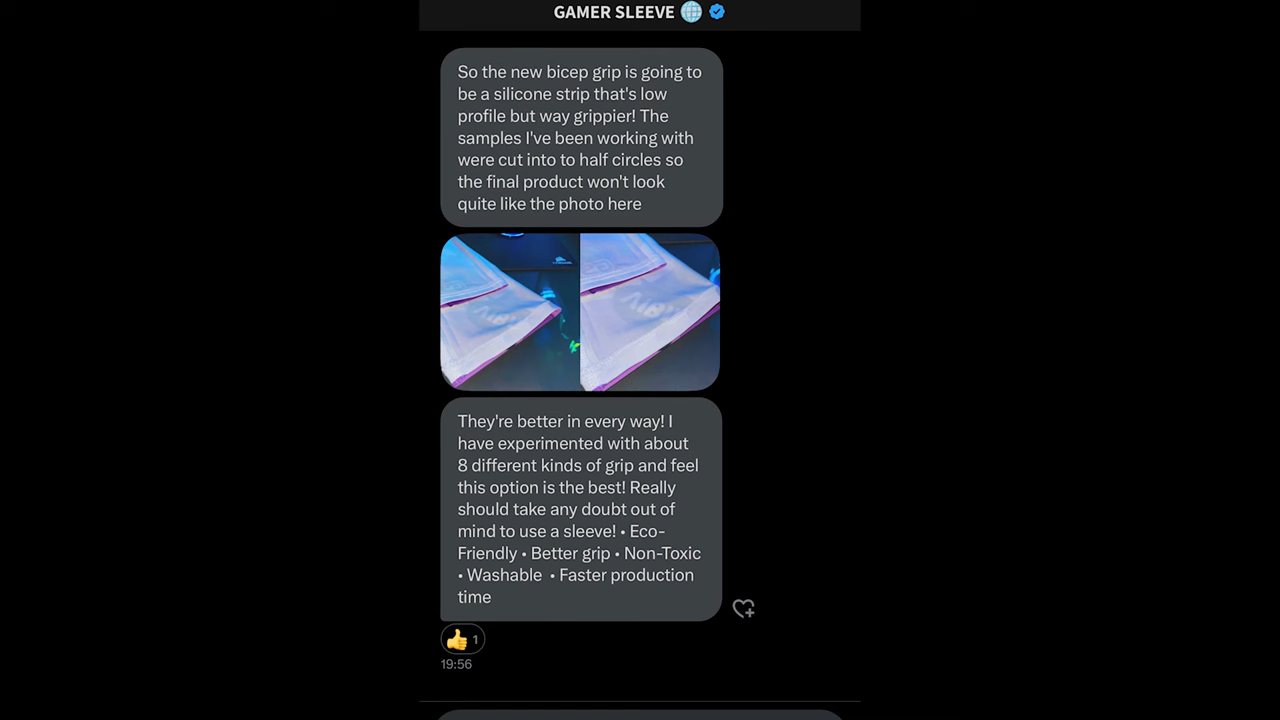 GAMER SLEEVE
So the new bicep grip is going to
be a silicone strip that's low
profile but way grippier! The
samples I've been working with
were cut into to half circles so
the final product won't look
quite like the photo here
They're better in every way! I
have experimented with about
8 different kinds of grip and feel
this option is the best! Really
should take any doubt out of
mind to use a sleeve! • Eco-
Friendly • Better grip • Non-Toxic
• Washable • Faster production
time
👍 1
19:56